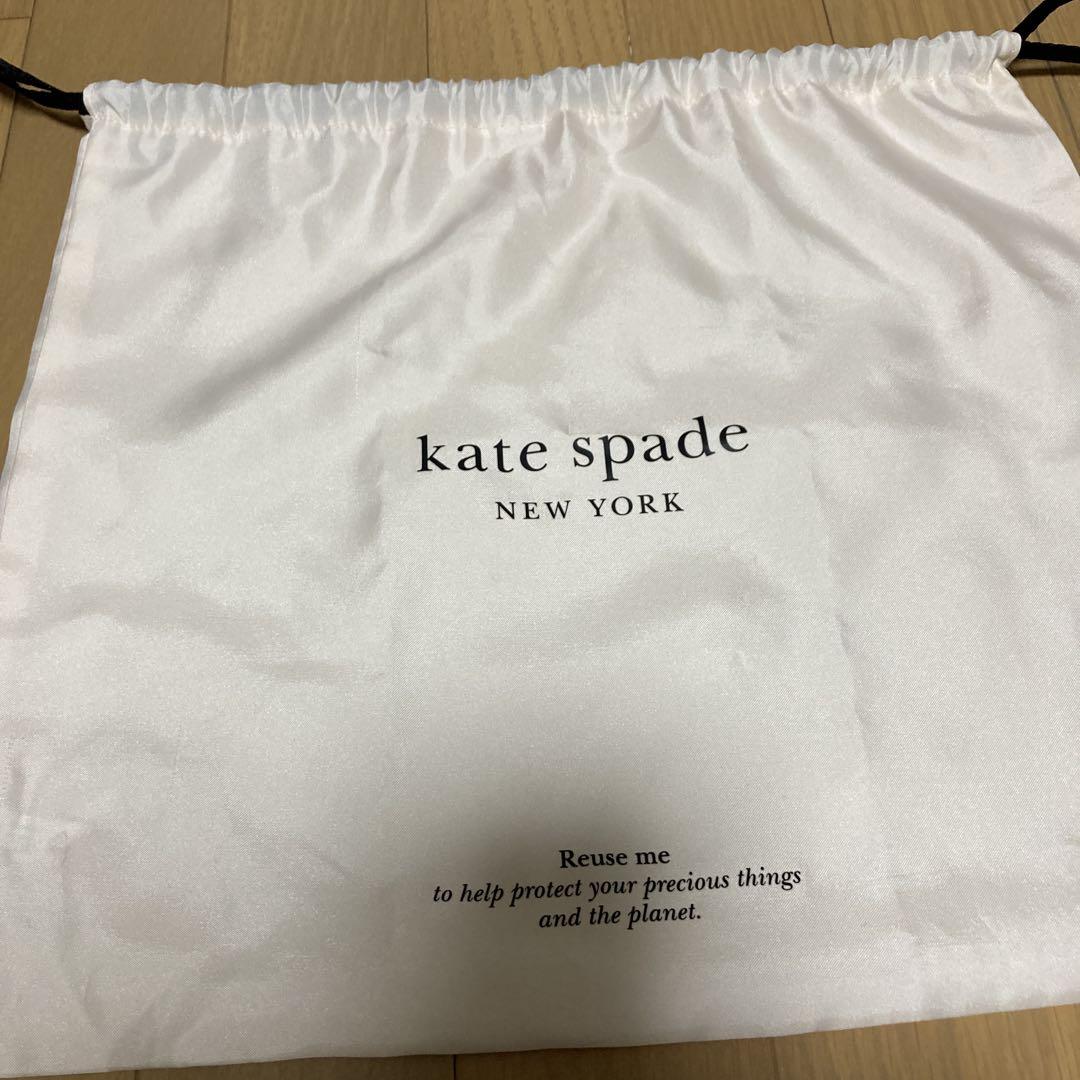 kate spade
NEW YORK
Reuse me
to help protect your precious things
and the planet.